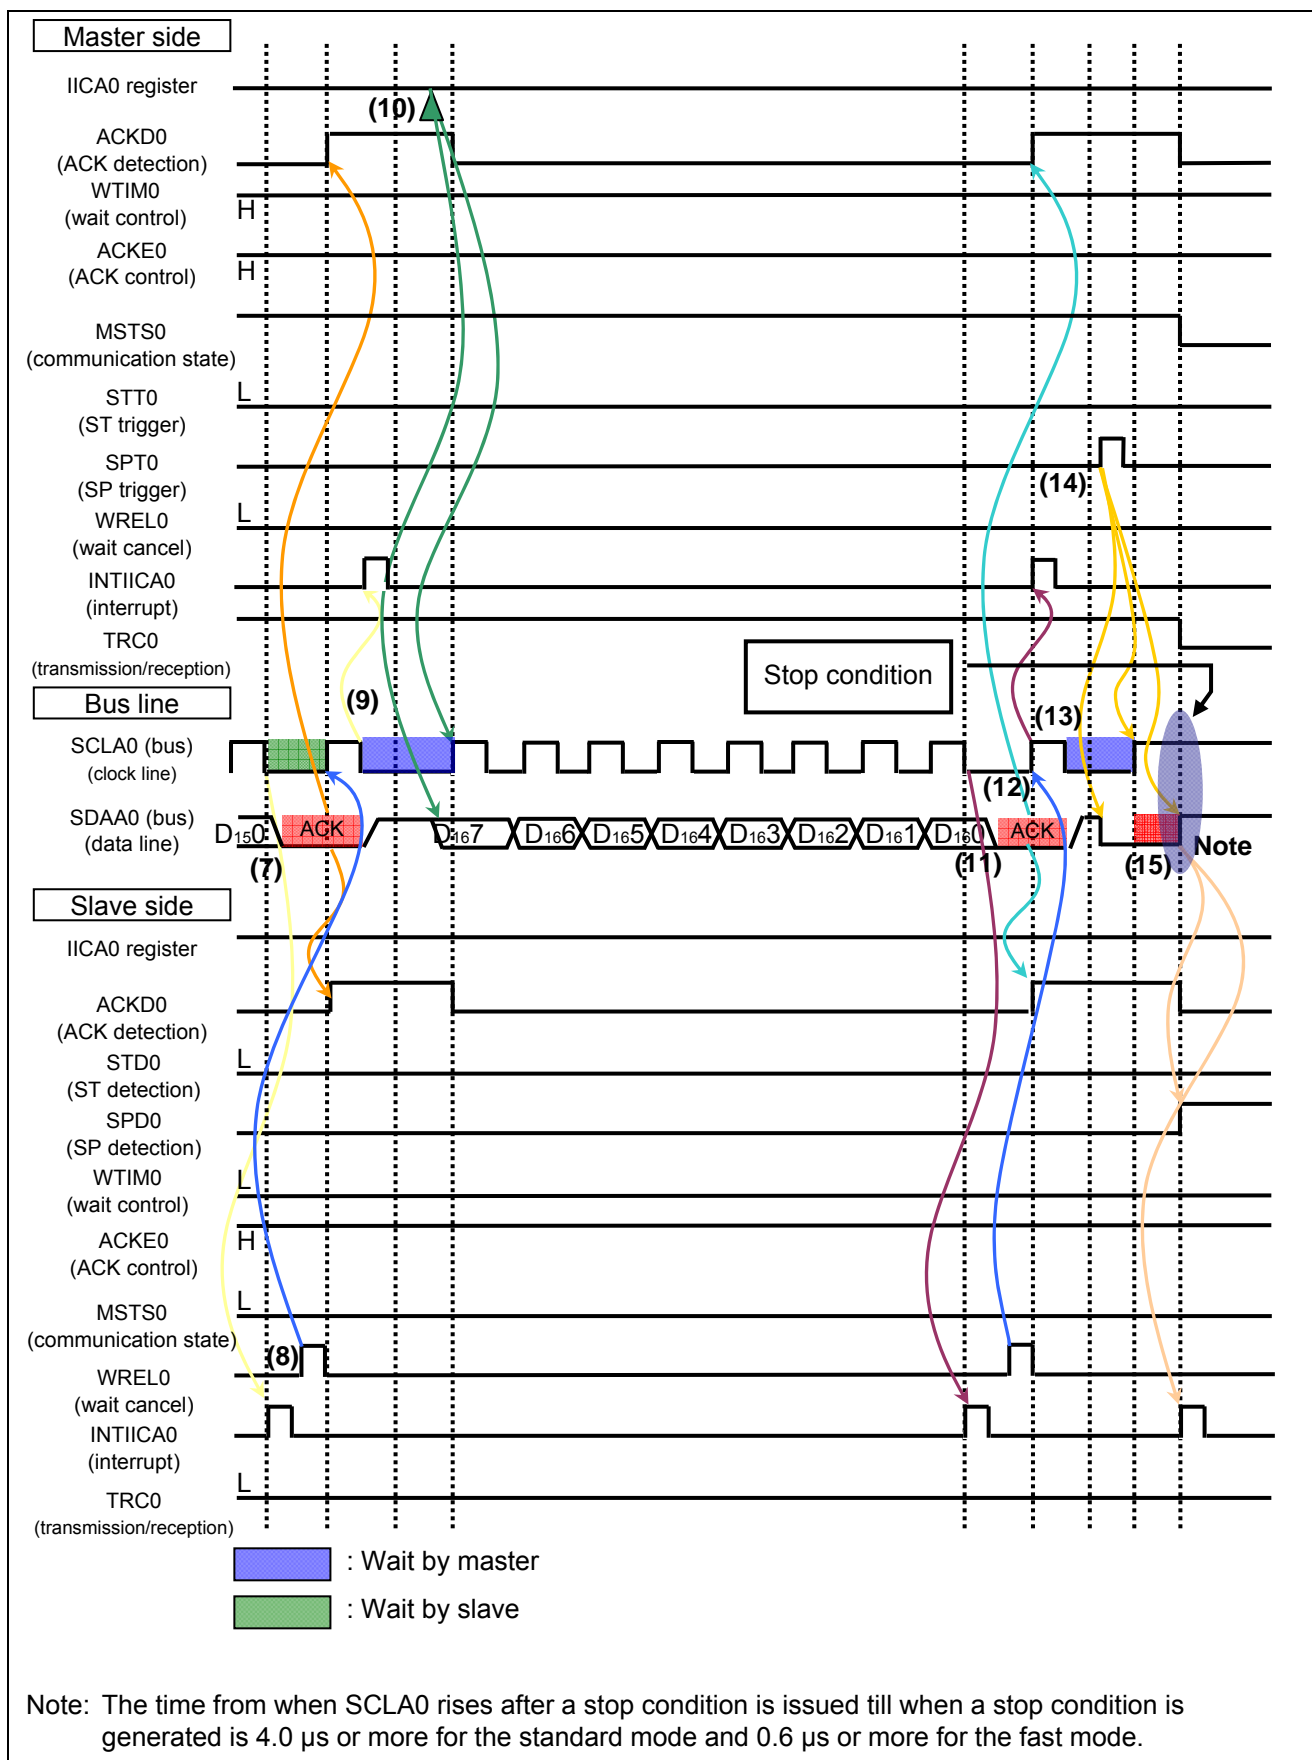 Master side
IICA0 register
(10)
ACKD0
(ACK detection)
WTIM0
(wait control)
H
ACKE0
(ACK control)
H
MSTS0
(communication state)
STT0
(ST trigger)
L
SPT0
(SP trigger)
(14)
WREL0
(wait cancel)
L
INTIICA0
(interrupt)
TRC0
(transmission/reception)
Stop condition
Bus line
(9)
(13)
SCLA0 (bus)
(clock line)
(12)
SDAA0 (bus)
(data line)
D150 ACK D167 D166 D165 D164 D163 D162 D161 D160 ACK
(7)
(11)
(15)
Note
Slave side
IICA0 register
ACKD0
(ACK detection)
STD0
(ST detection)
L
SPD0
(SP detection)
WTIM0
(wait control)
L
ACKE0
(ACK control)
H
MSTS0
(communication state)
L
(8)
WREL0
(wait cancel)
INTIICA0
(interrupt)
TRC0
(transmission/reception)
L
: Wait by master
: Wait by slave
Note: The time from when SCLA0 rises after a stop condition is issued till when a stop condition is
generated is 4.0 µs or more for the standard mode and 0.6 µs or more for the fast mode.